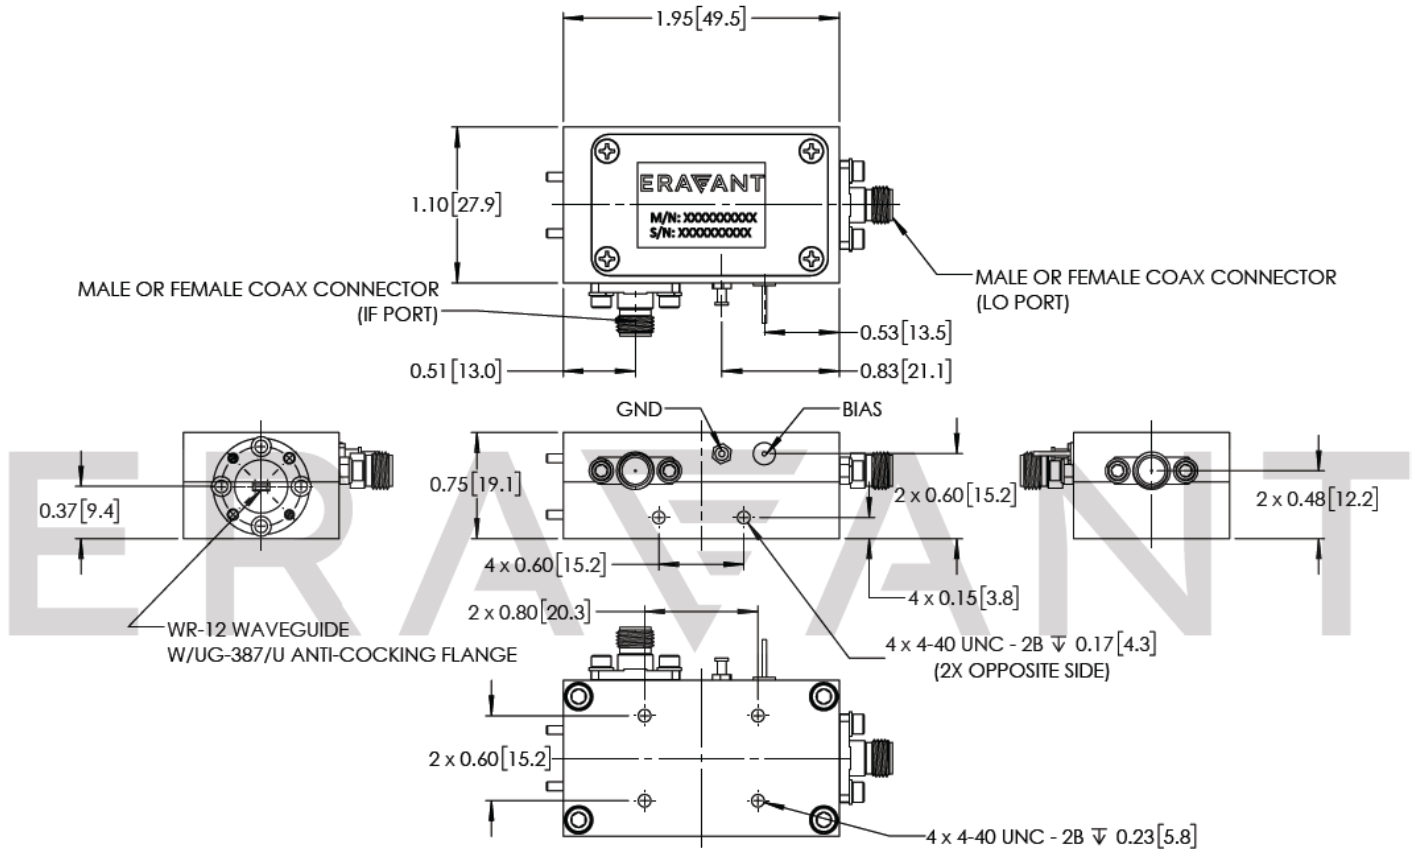 1.95[49.5]
ERAVANT
M/N: XXXXXXXXXX
S/N: XXXXXXXXXX
1.10[27.9]
MALE OR FEMALE COAX CONNECTOR
(IF PORT)
MALE OR FEMALE COAX CONNECTOR
(LO PORT)
0.53[13.5]
0.51[13.0]
0.83[21.1]
GND
BIAS
ERAVANT
0.37[9.4]
0.75[19.1]
2 x 0.60[15.2]
2 x 0.48[12.2]
4 x 0.60[15.2]
4 x 0.15[3.8]
2 x 0.80[20.3]
WR-12 WAVEGUIDE
W/UG-387/U ANTI-COCKING FLANGE
4 x 4-40 UNC - 2B ↧ 0.17[4.3]
(2X OPPOSITE SIDE)
2 x 0.60[15.2]
4 x 4-40 UNC - 2B ↧ 0.23[5.8]